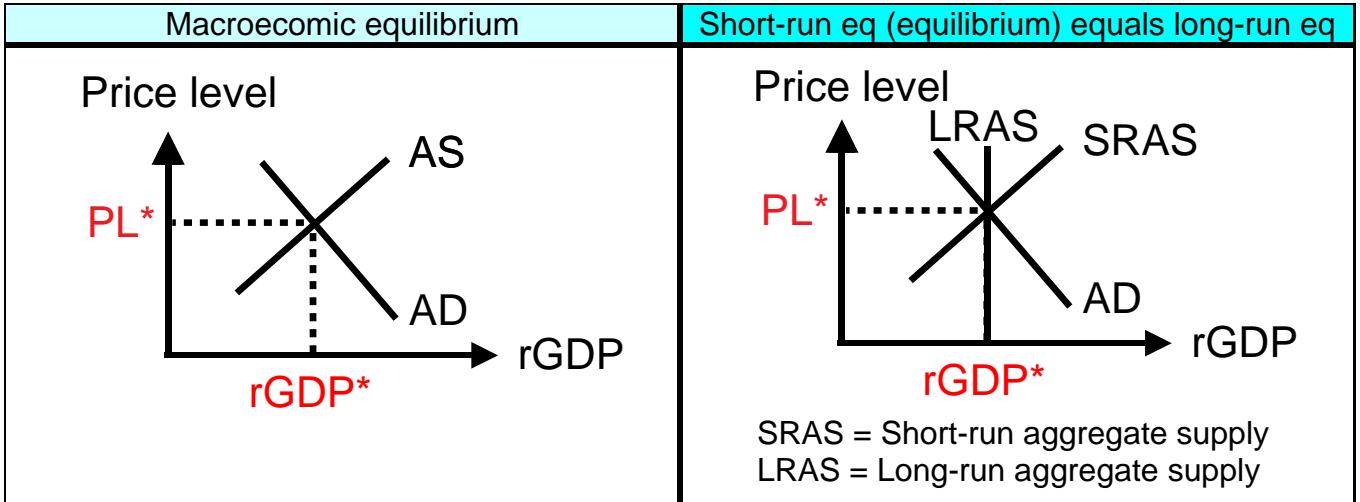 Macroecomic equilibrium
Price level
AS
PL*
AD
rGDP
rGDP*
Short-run eq (equilibrium) equals long-run eq
Price level
LRAS
SRAS
PL*
AD
rGDP
rGDP*
SRAS = Short-run aggregate supply
LRAS = Long-run aggregate supply